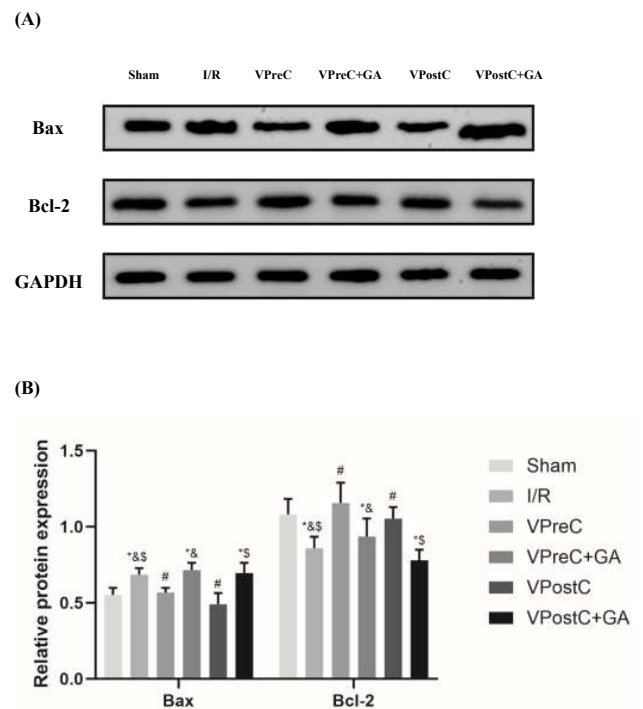 (A)
Sham I/R VPreC VPreC+GA VPostC VPostC+GA
Bax
Bcl-2
GAPDH
(B)
Relative protein expression
1.5
1.0
0.5
0.0
*&$ # *& # *$
*&$ # *& # *$
Bax Bcl-2
Sham
I/R
VPreC
VPreC+GA
VPostC
VPostC+GA